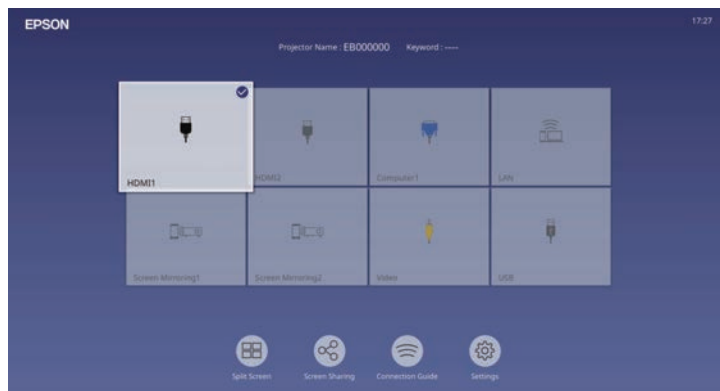 EPSON
17:27
Projector Name : EB000000 Keyword : ----
HDMI1
HDMI2
Computer1
LAN
Screen Mirroring1
Screen Mirroring2
Video
USB
Split Screen
Screen Sharing
Connection Guide
Settings